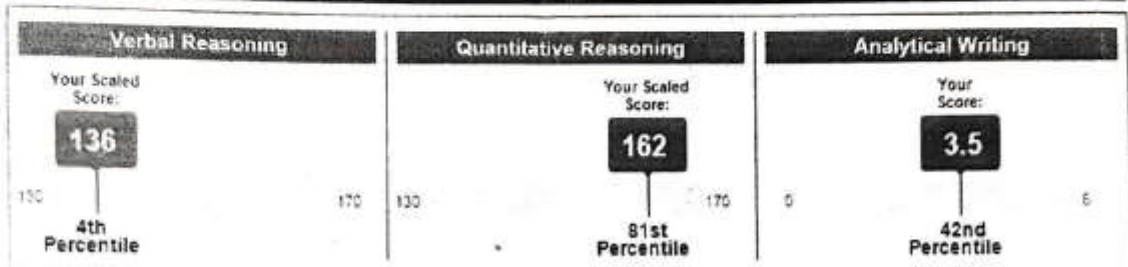 Verbal Reasoning
Your Scaled
Score:
136
130 170
4th
Percentile
Quantitative Reasoning
Your Scaled
Score:
162
130 170
81st
Percentile
Analytical Writing
Your
Score:
3.5
0 6
42nd
Percentile